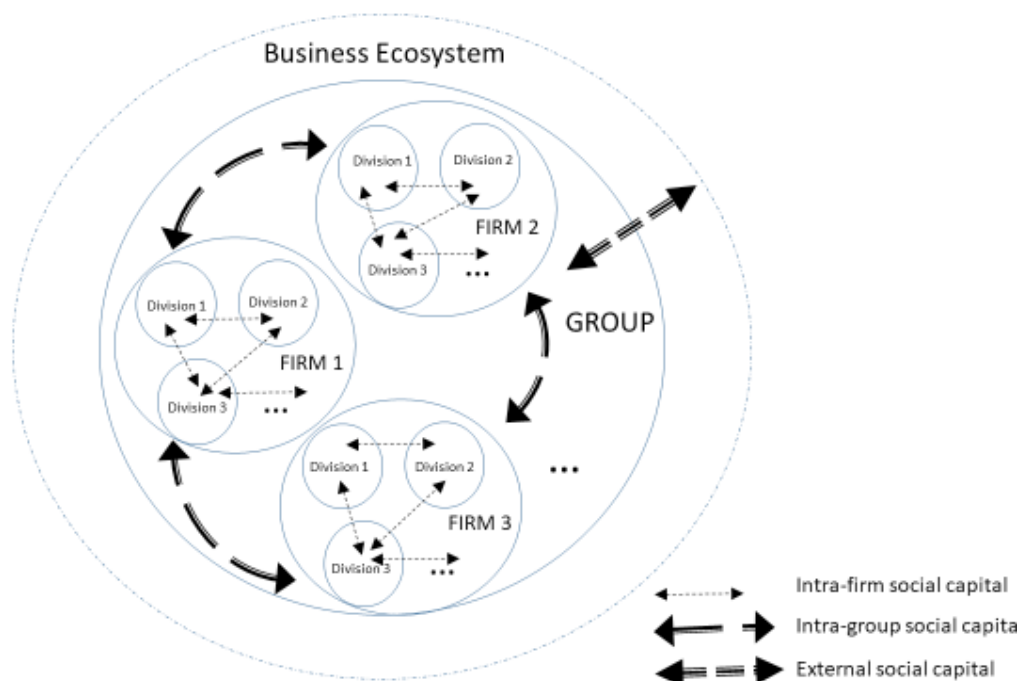 Business Ecosystem
Division 1
Division 2
FIRM 2
Division 3
...
GROUP
Division 1
Division 2
FIRM 1
Division 3
...
Division 1
Division 2
...
FIRM 3
Division 3
...
Intra-firm social capital
Intra-group social capita
External social capital